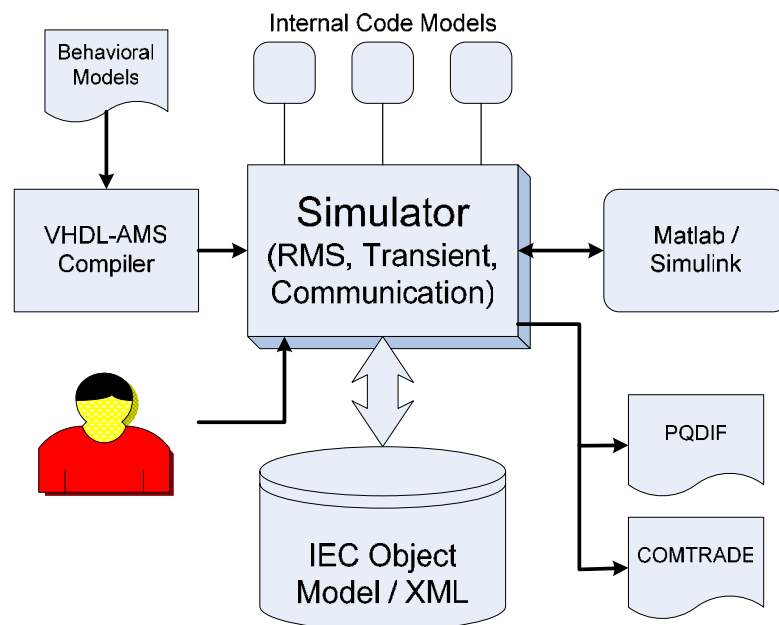 Internal Code Models
Behavioral
Models
VHDL-AMS
Compiler
Simulator
(RMS, Transient,
Communication)
Matlab /
Simulink
PQDIF
COMTRADE
IEC Object
Model / XML